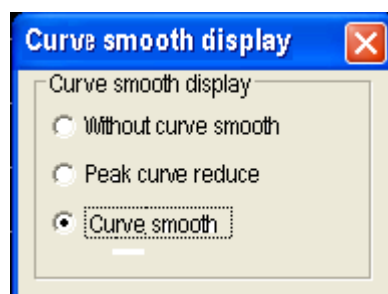 Curve smooth display
Curve smooth display
Without curve smooth
Peak curve reduce
Curve smooth